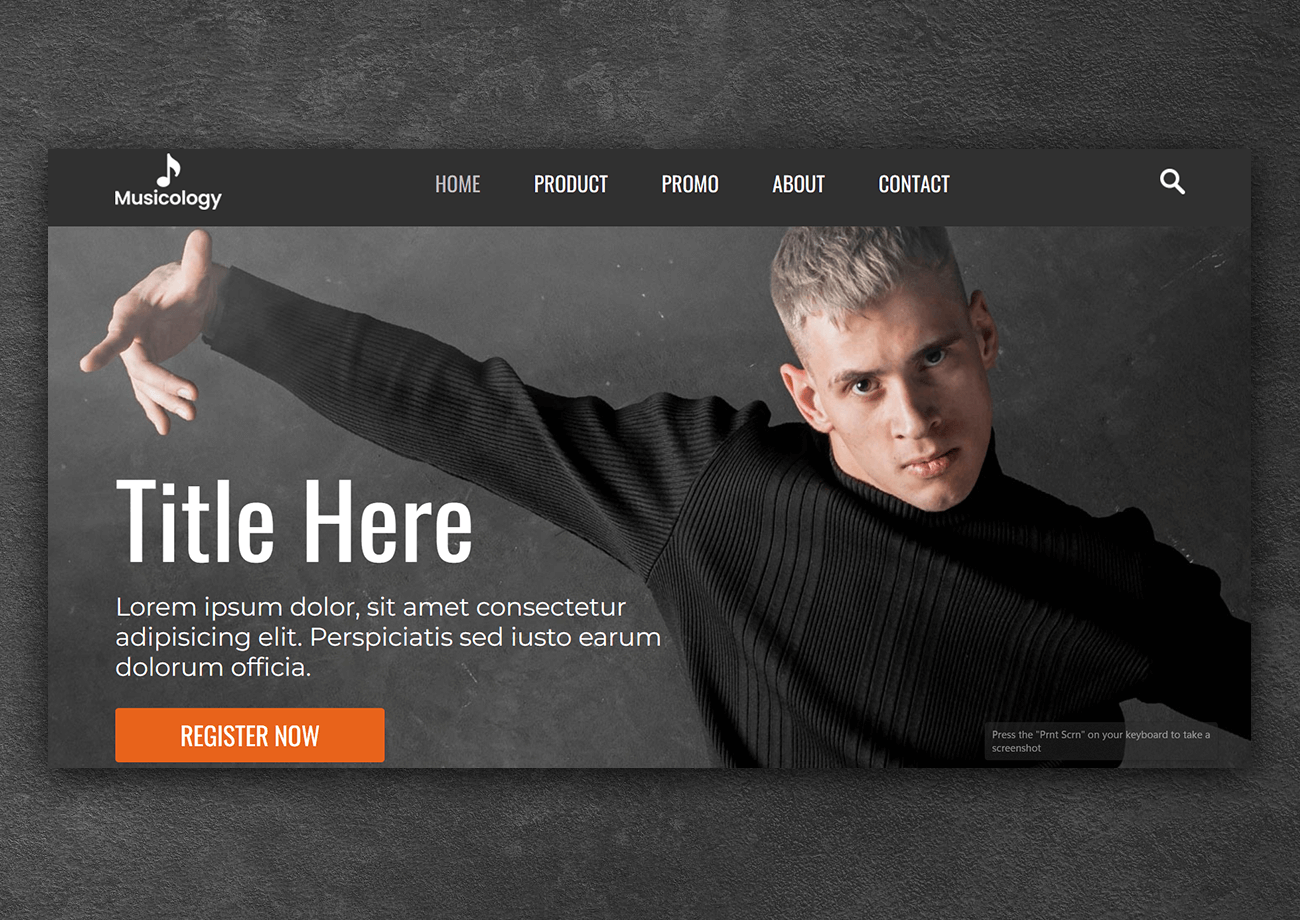 Musicology
HOME PRODUCT PROMO ABOUT CONTACT
Title Here
Lorem ipsum dolor, sit amet consectetur
adipisicing elit. Perspiciatis sed iusto earum
dolorum officia.
REGISTER NOW
Press the "Prnt Scrn" on your keyboard to take a
screenshot